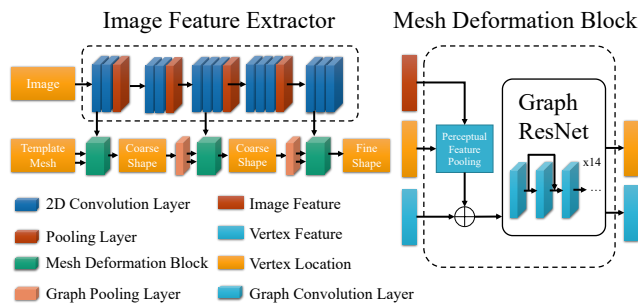 Image Feature Extractor
Mesh Deformation Block
Image
Template
Mesh
Coarse
Shape
Coarse
Shape
Fine
Shape
Perceptual
Feature
Pooling
Graph
ResNet
x14
...
2D Convolution Layer
Pooling Layer
Mesh Deformation Block
Graph Pooling Layer
Image Feature
Vertex Feature
Vertex Location
Graph Convolution Layer